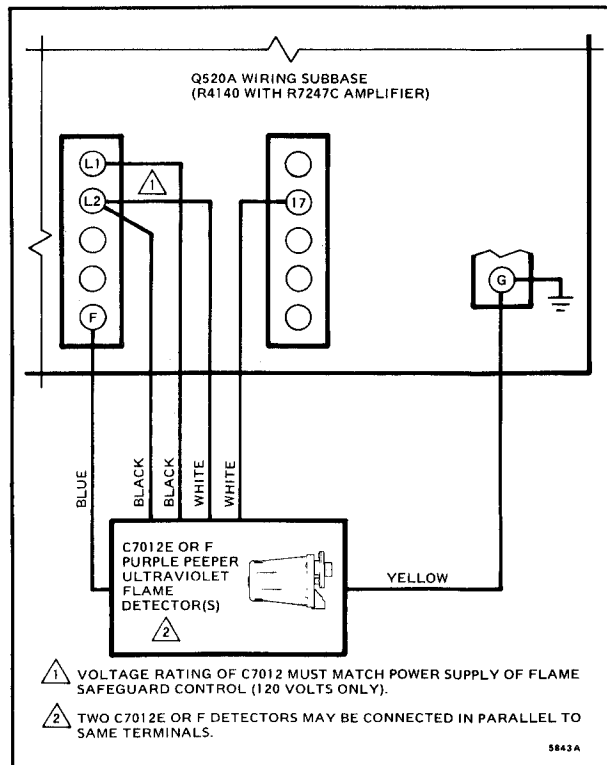 Q520A WIRING SUBBASE
(R4140 WITH R7247C AMPLIFIER)
L1
1
L2
17
G
F
BLUE
BLACK
BLACK
WHITE
WHITE
C7012E OR F
PURPLE PEEPER
ULTRAVIOLET
FLAME
DETECTOR(S)
2
YELLOW
1 VOLTAGE RATING OF C7012 MUST MATCH POWER SUPPLY OF FLAME
SAFEGUARD CONTROL (120 VOLTS ONLY).
2 TWO C7012E OR F DETECTORS MAY BE CONNECTED IN PARALLEL TO
SAME TERMINALS.
5843A